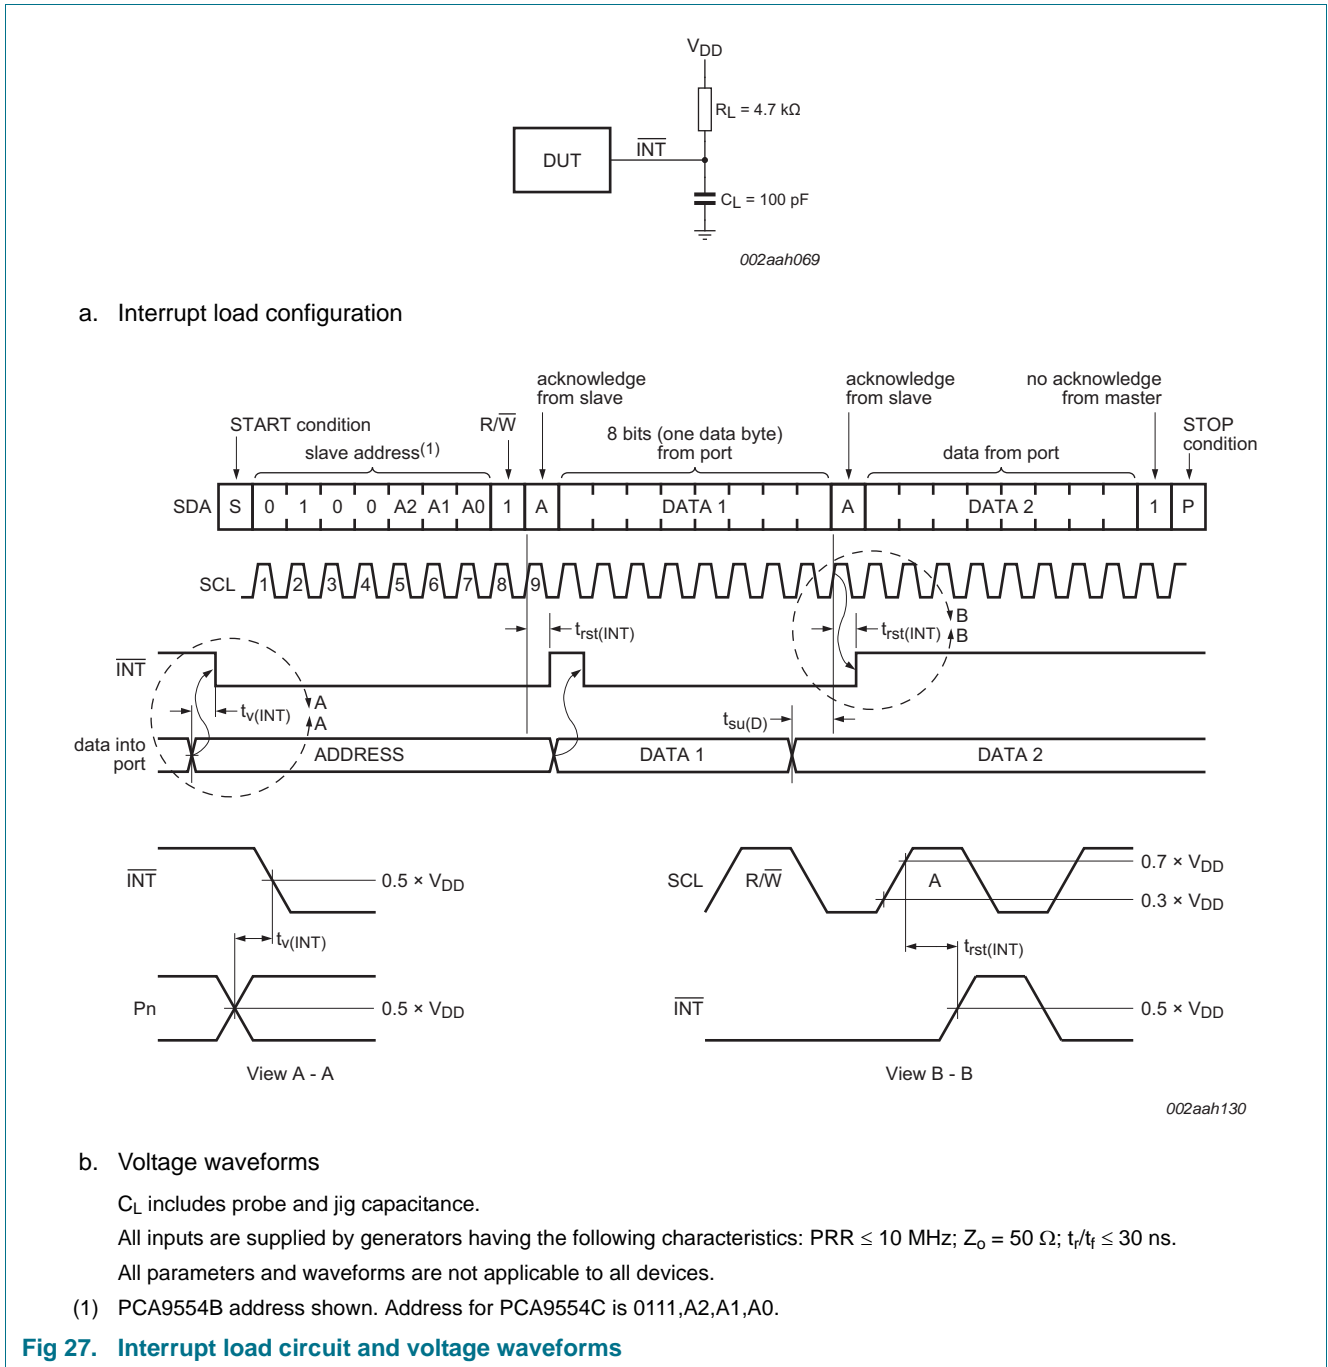 VDD
RL = 4.7 kΩ
DUT
INT
CL = 100 pF
002aah069
a. Interrupt load configuration
acknowledge from slave
acknowledge from slave
no acknowledge from master
START condition
R/W
8 bits (one data byte) from port
STOP condition
slave address(1)
data from port
SDA S 0 1 0 0 A2 A1 A0 1 A DATA 1 A DATA 2 1 P
SCL 1 2 3 4 5 6 7 8 9
trst(INT)
trst(INT)
B
B
INT
tv(INT)
A
A
tsu(D)
data into port
ADDRESS
DATA 1
DATA 2
INT
0.5 × VDD
tv(INT)
Pn
0.5 × VDD
View A - A
SCL
R/W
A
0.7 × VDD
0.3 × VDD
trst(INT)
INT
0.5 × VDD
View B - B
002aah130
b. Voltage waveforms
CL includes probe and jig capacitance.
All inputs are supplied by generators having the following characteristics: PRR ≤ 10 MHz; Zo = 50 Ω; tr/tf ≤ 30 ns.
All parameters and waveforms are not applicable to all devices.
(1) PCA9554B address shown. Address for PCA9554C is 0111,A2,A1,A0.
Fig 27. Interrupt load circuit and voltage waveforms